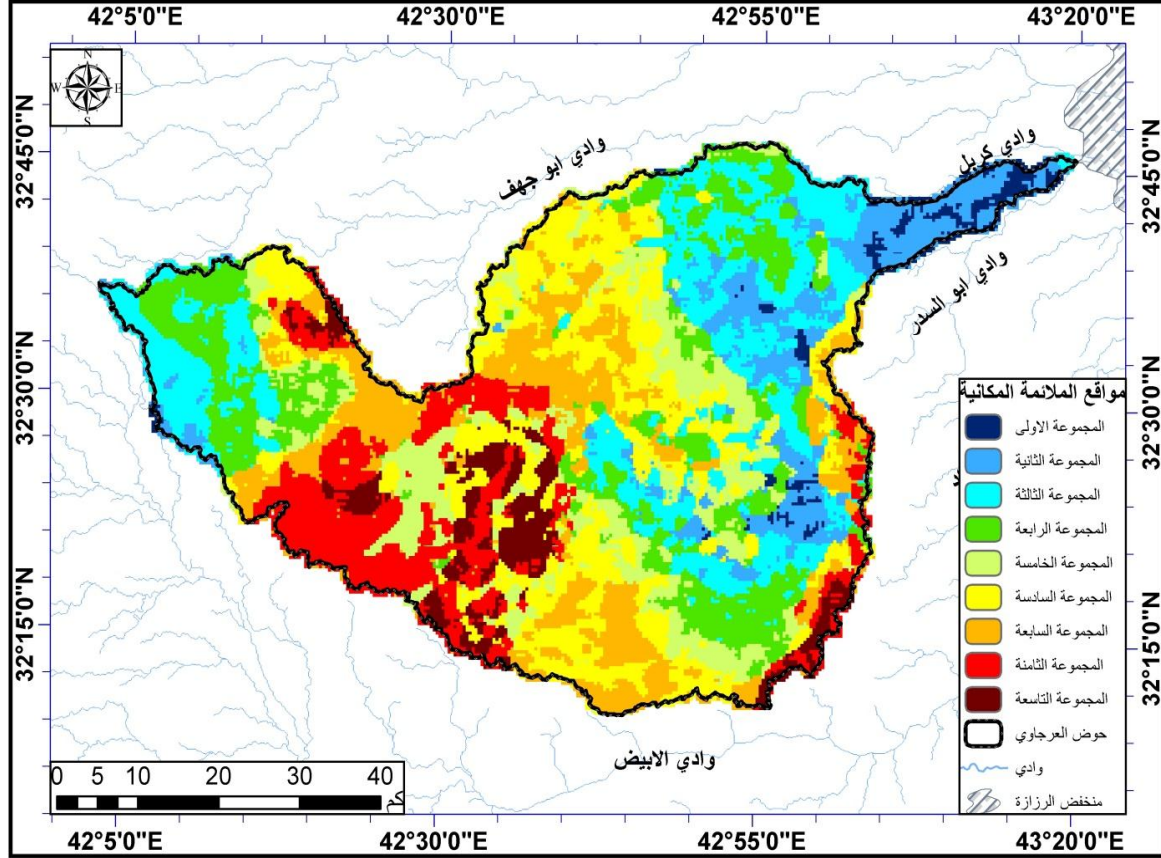 42°5'0"E 42°30'0"E 42°55'0"E 43°20'0"E
N
W E
S
32°45'0"N
32°30'0"N
32°15'0"N
32°45'0"N
32°30'0"N
32°15'0"N
وادي ابو جهف
وادي كربل
وادي ابو السدر
وادي الابيض
مواقع الملائمة المكانية
المجموعة الاولى
المجموعة الثانية
المجموعة الثالثة
المجموعة الرابعة
المجموعة الخامسة
المجموعة السادسة
المجموعة السابعة
المجموعة الثامنة
المجموعة التاسعة
حوض العرجاوي
وادي
منخفض الرزازة
0 5 10 20 30 40
كم
42°5'0"E 42°30'0"E 42°55'0"E 43°20'0"E